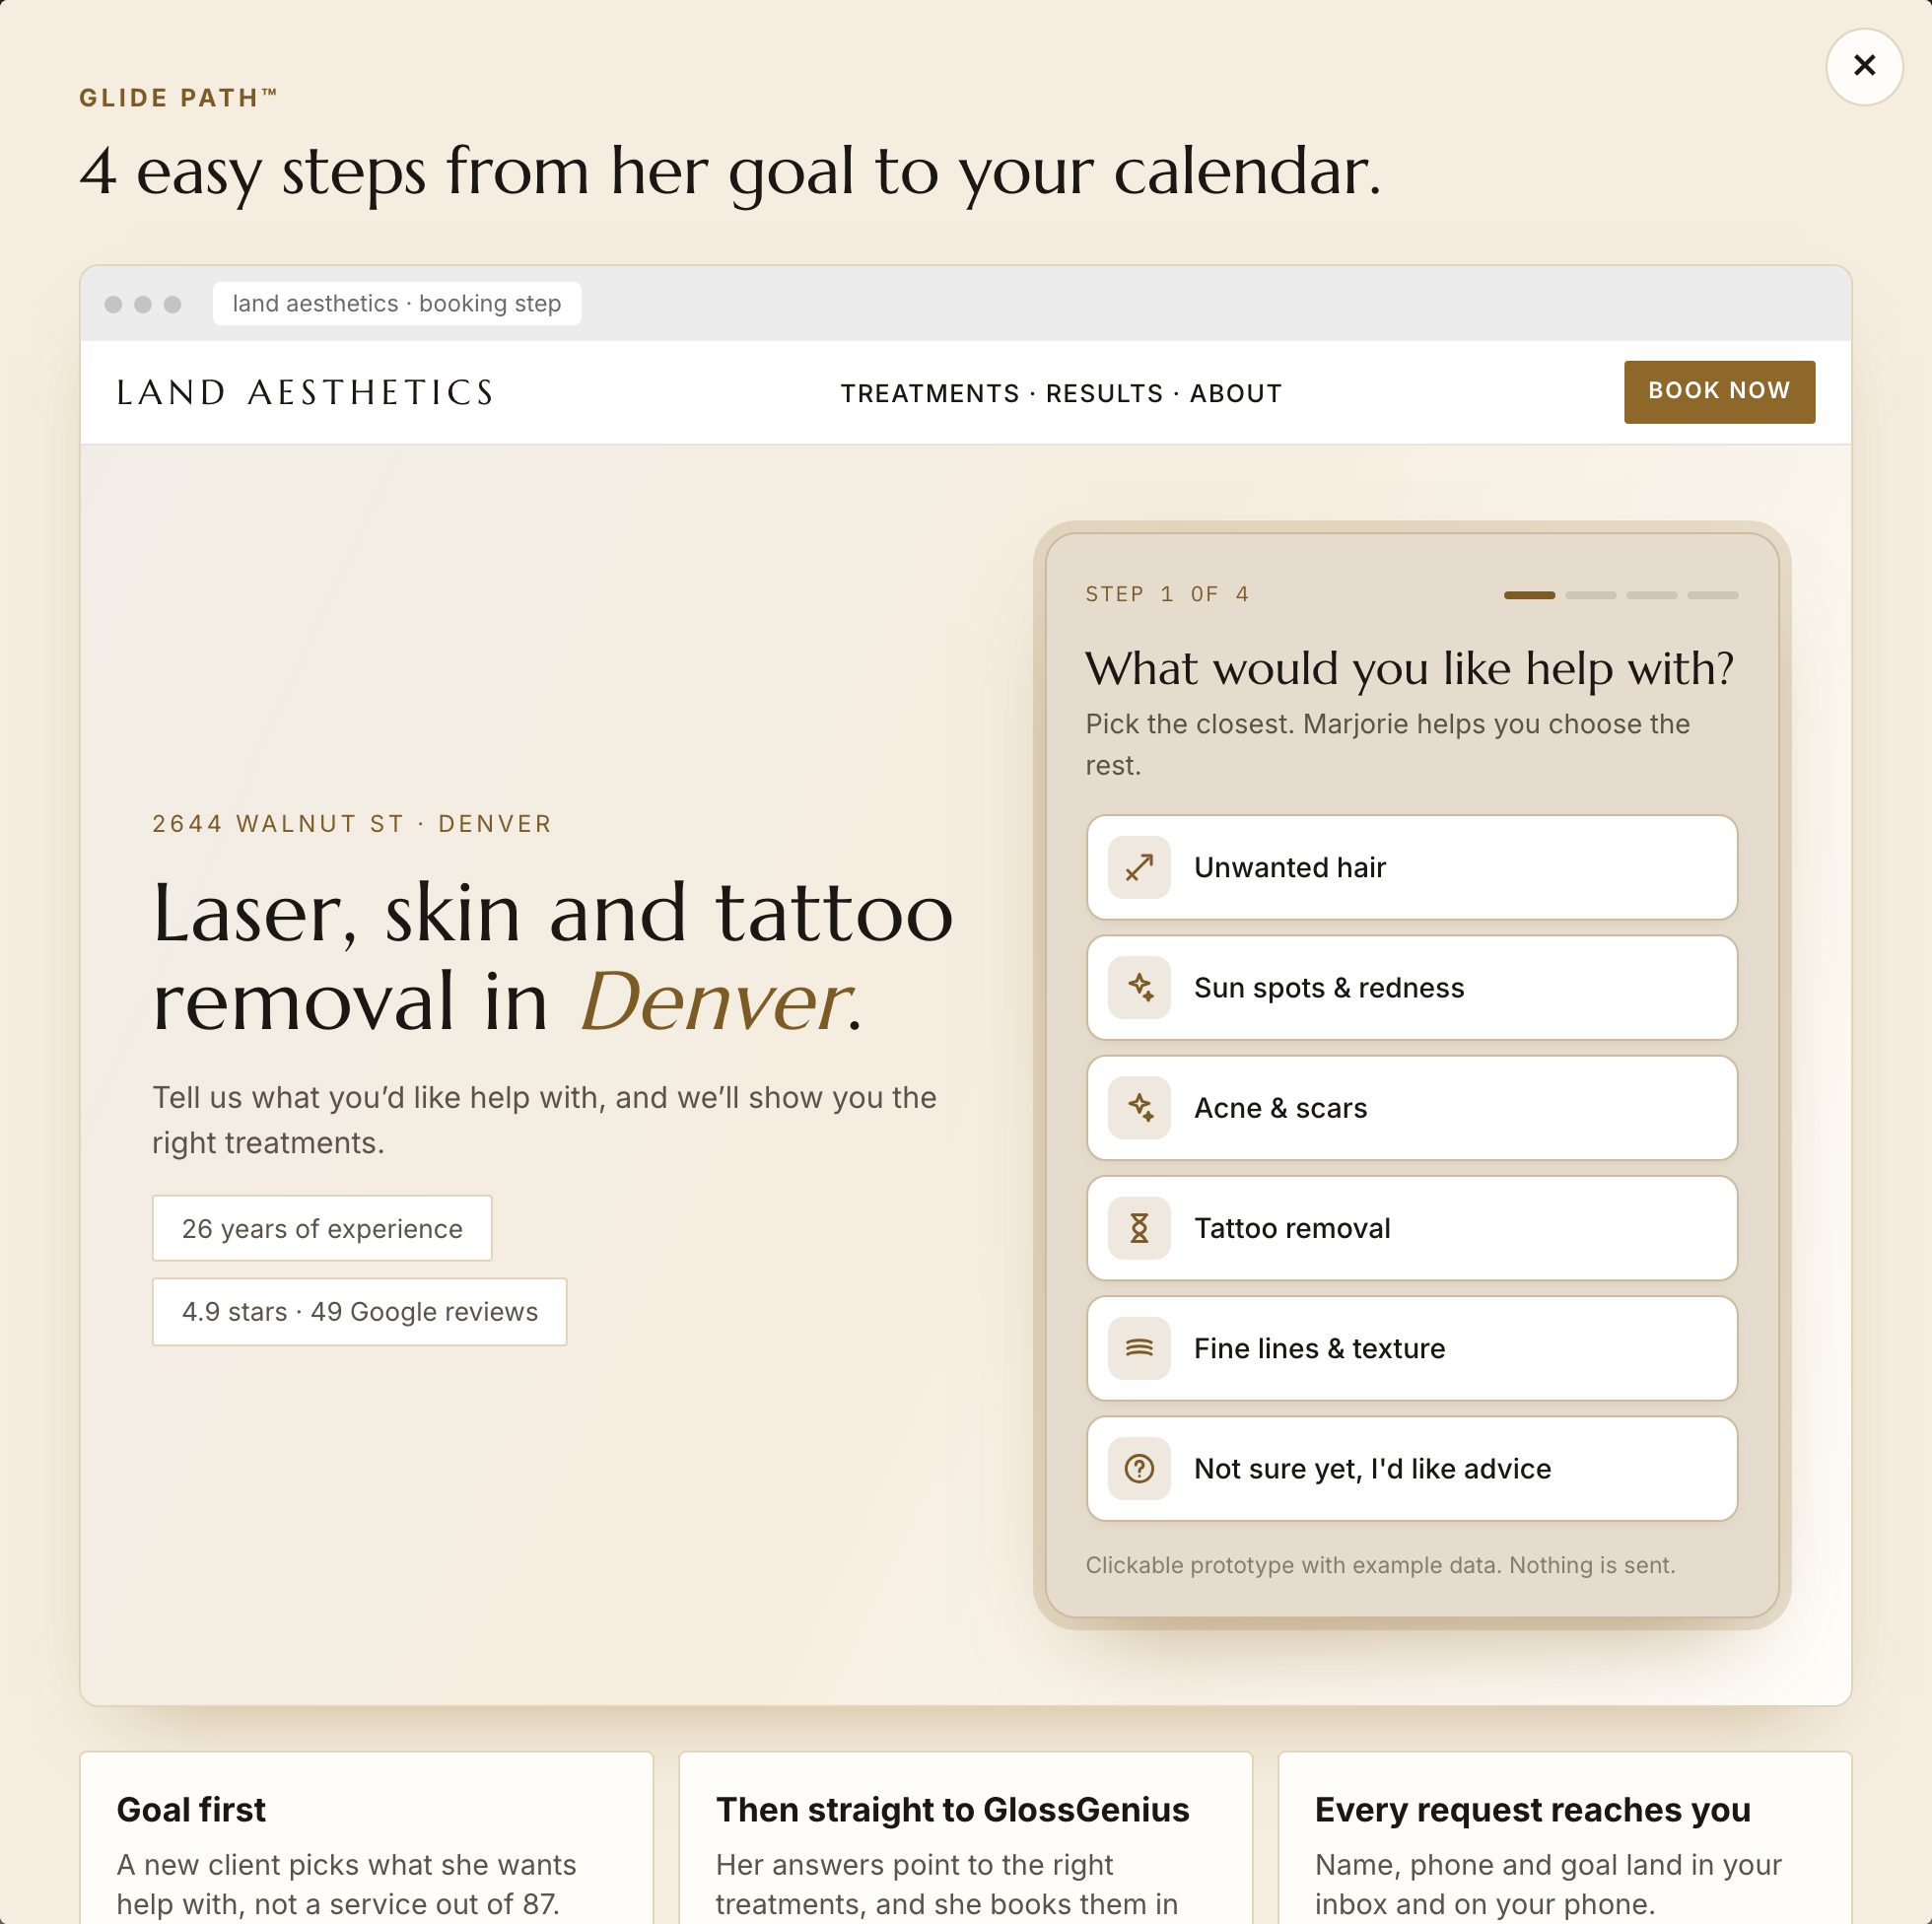 GLIDE PATH™
4 easy steps from her goal to your calendar.
land aesthetics · booking step
LAND AESTHETICS
TREATMENTS · RESULTS · ABOUT
BOOK NOW
2644 WALNUT ST · DENVER
Laser, skin and tattoo
removal in Denver.
Tell us what you’d like help with, and we’ll show you the
right treatments.
26 years of experience
4.9 stars · 49 Google reviews
STEP 1 OF 4
What would you like help with?
Pick the closest. Marjorie helps you choose the
rest.
Unwanted hair
Sun spots & redness
Acne & scars
Tattoo removal
Fine lines & texture
Not sure yet, I'd like advice
Clickable prototype with example data. Nothing is sent.
Goal first
A new client picks what she wants
help with, not a service out of 87.
Then straight to GlossGenius
Her answers point to the right
treatments, and she books them in
Every request reaches you
Name, phone and goal land in your
inbox and on your phone.